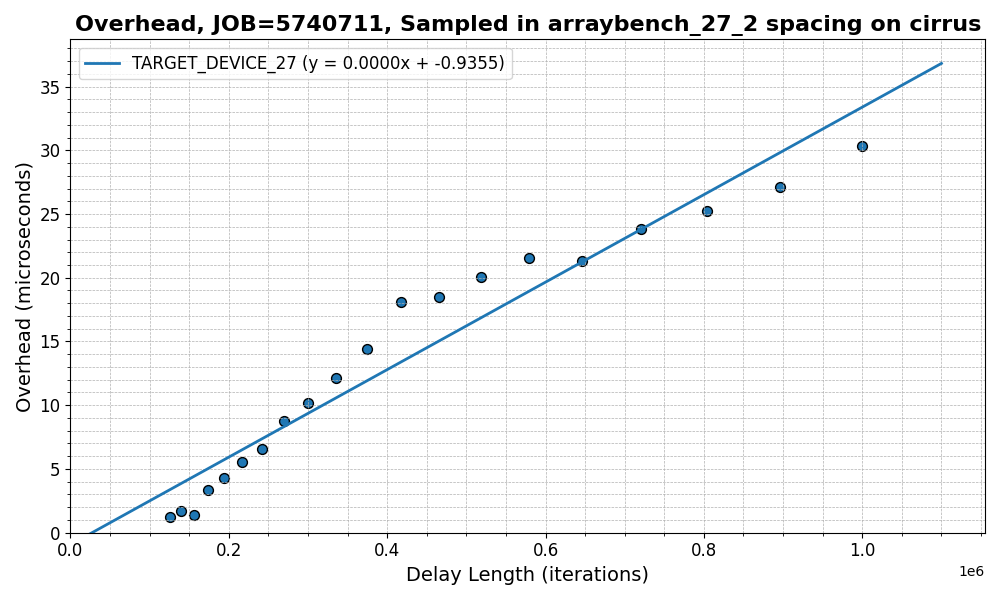 Overhead, JOB=5740711, Sampled in arraybench_27_2 spacing on cirrus
TARGET_DEVICE_27 (y = 0.0000x + -0.9355)
Overhead (microseconds)
35
30
25
20
15
10
5
0
0.0 0.2 0.4 0.6 0.8 1.0
1e6
Delay Length (iterations)